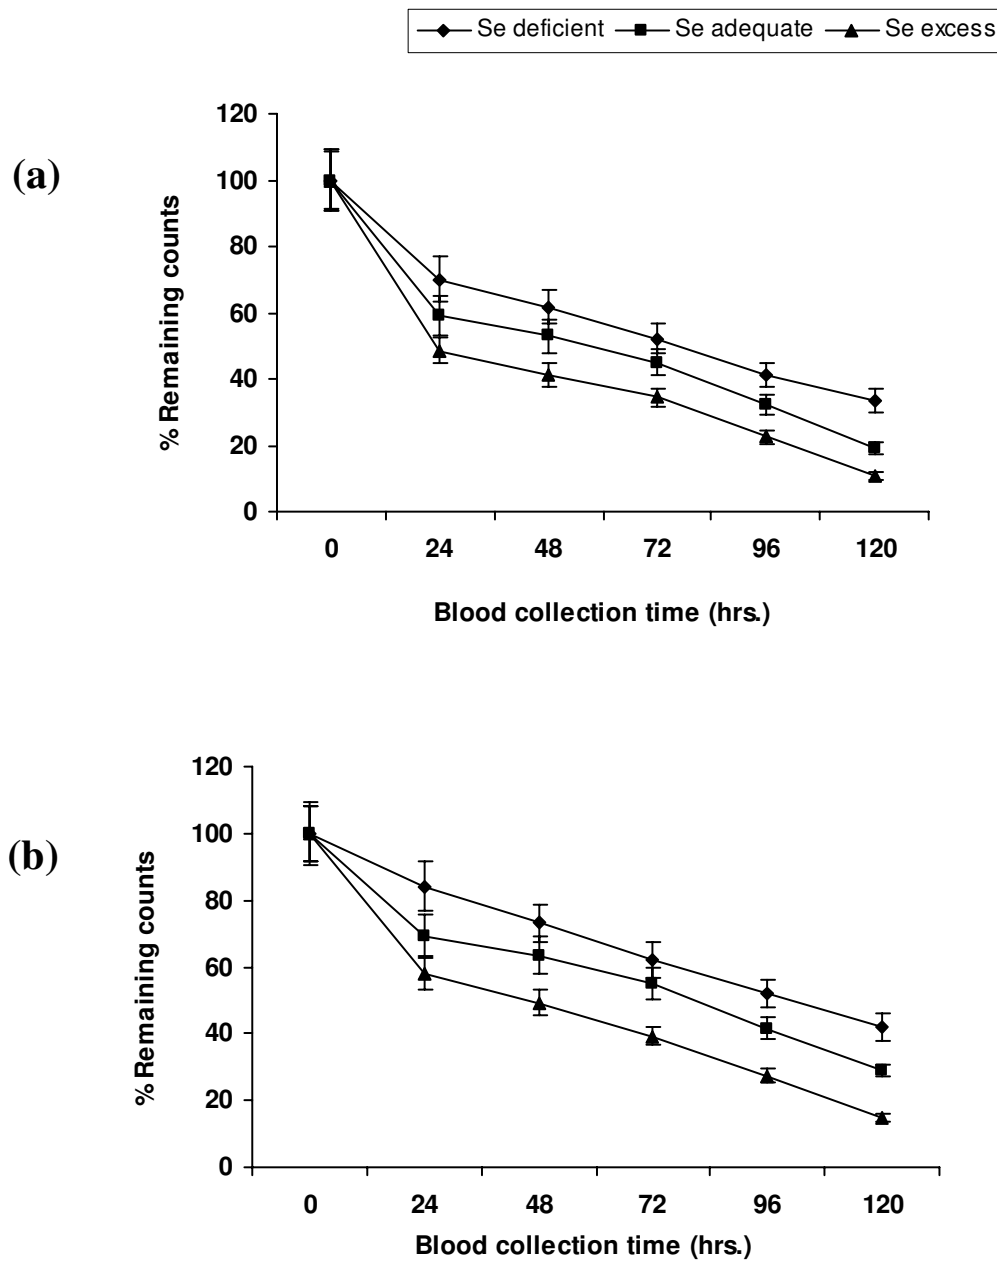 Se deficient Se adequate Se excess
(a)
% Remaining counts
120
100
80
60
40
20
0
0 24 48 72 96 120
Blood collection time (hrs.)
(b)
% Remaining counts
120
100
80
60
40
20
0
0 24 48 72 96 120
Blood collection time (hrs.)